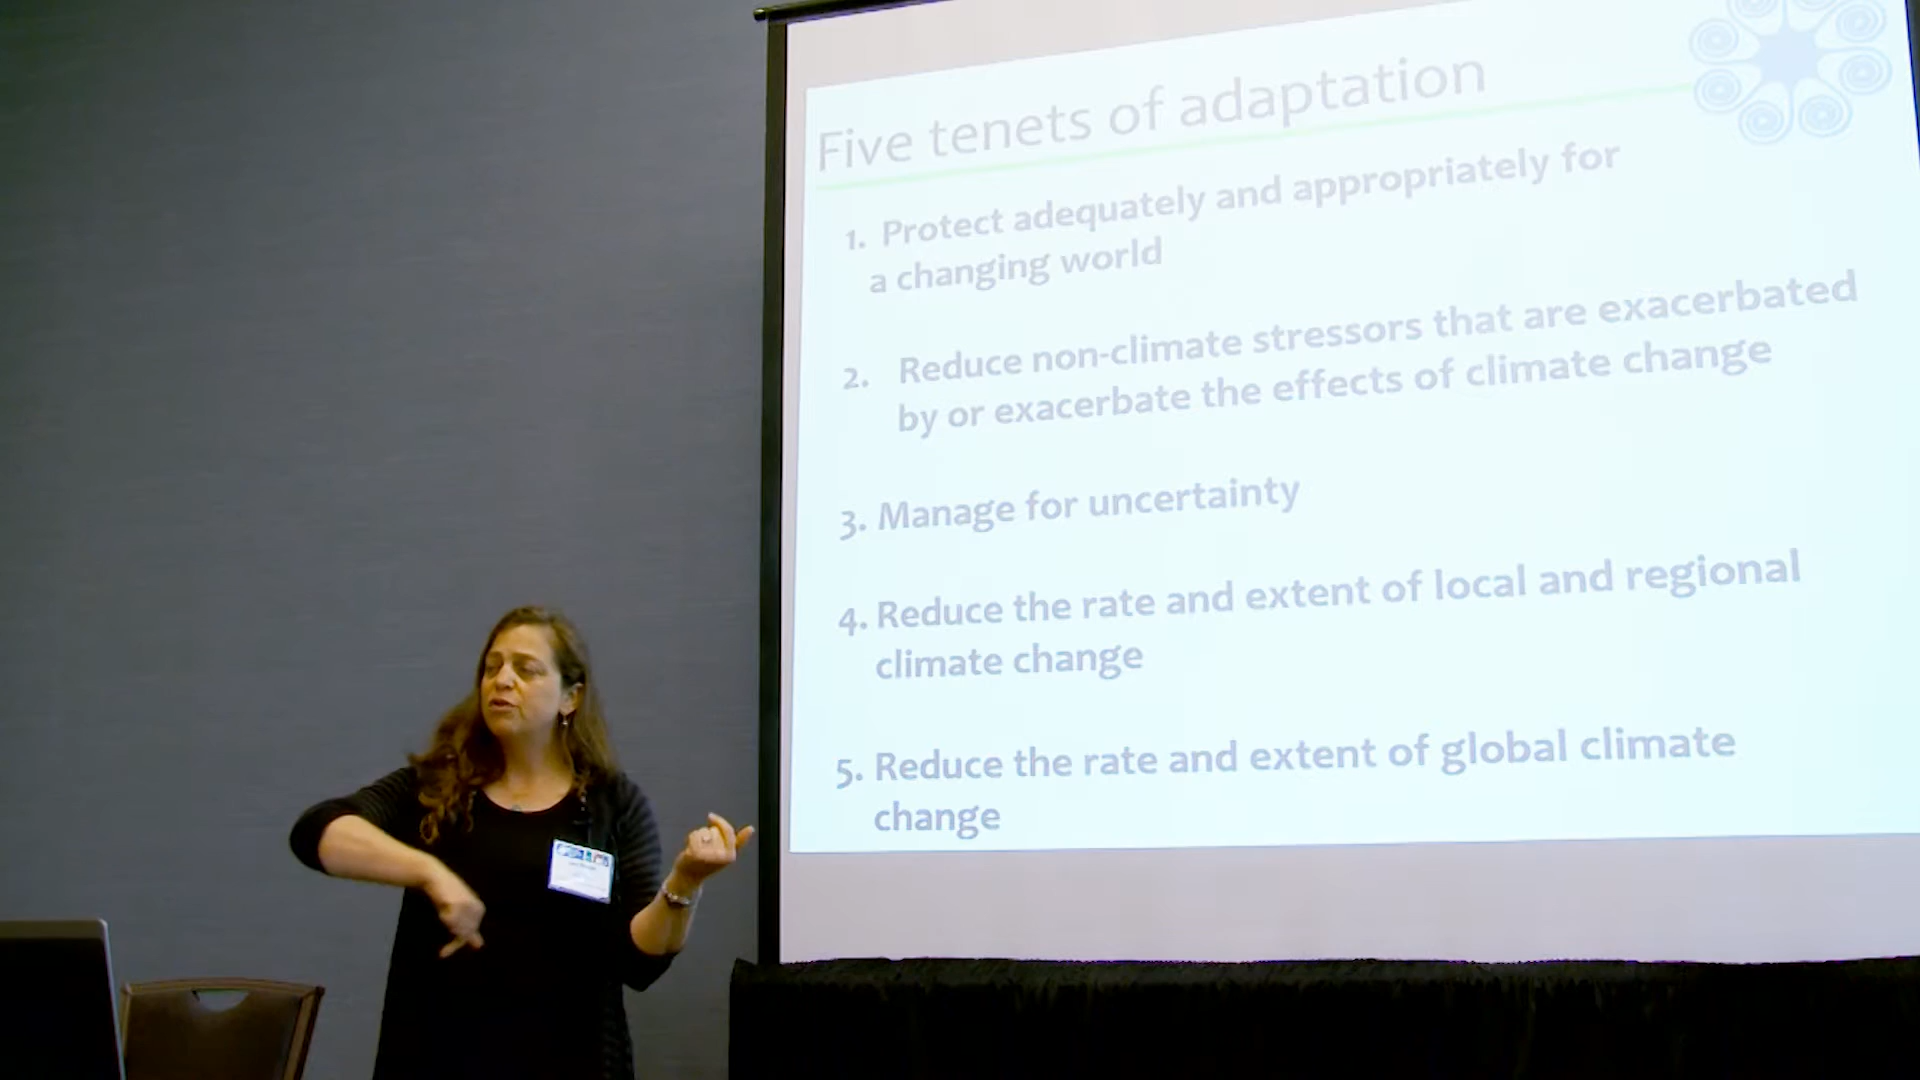 Five tenets of adaptation
1. Protect adequately and appropriately for
a changing world
2. Reduce non-climate stressors that are exacerbated
by or exacerbate the effects of climate change
3. Manage for uncertainty
4. Reduce the rate and extent of local and regional
climate change
5. Reduce the rate and extent of global climate
change